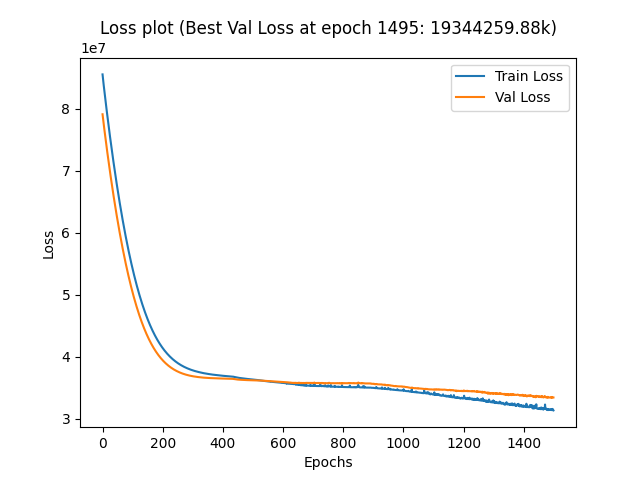 Loss plot (Best Val Loss at epoch 1495: 19344259.88k)
1e7
Train Loss
Val Loss
8
7
6
5
4
3
Loss
0 200 400 600 800 1000 1200 1400
Epochs